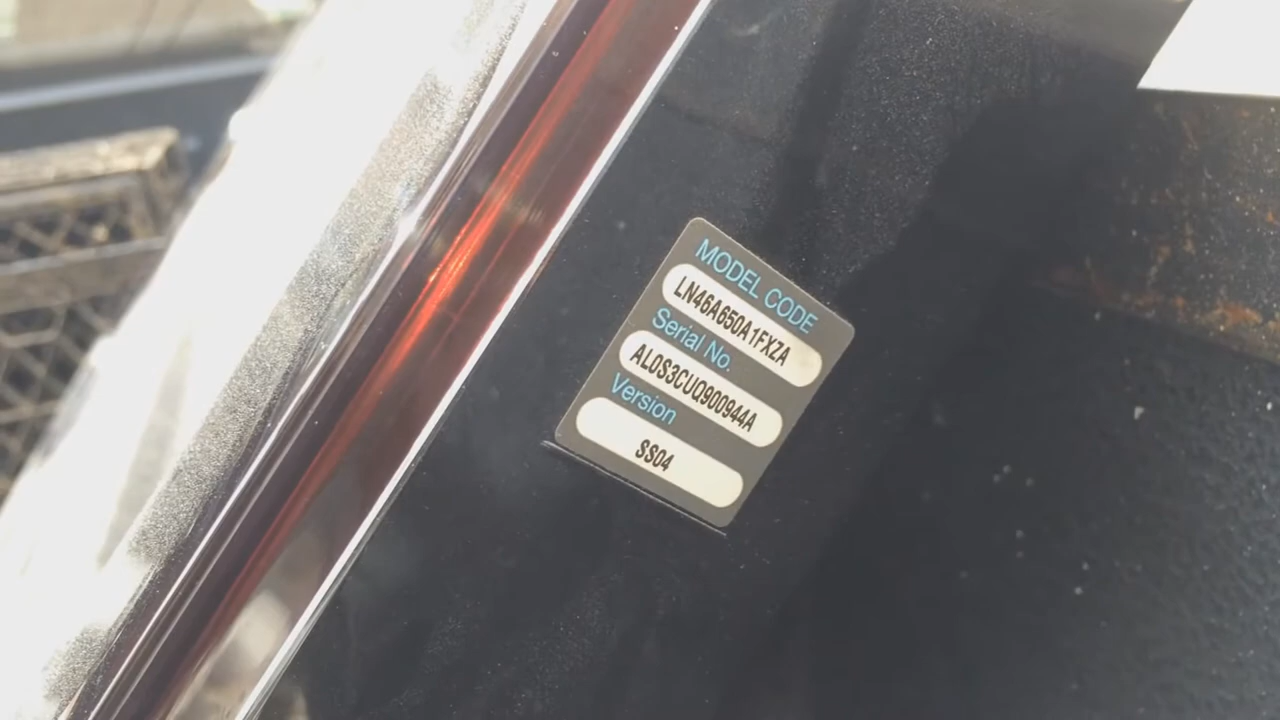 MODEL CODE
LN46A650A1FXZA
Serial No.
AL0S3CUQ900944A
Version
SS04